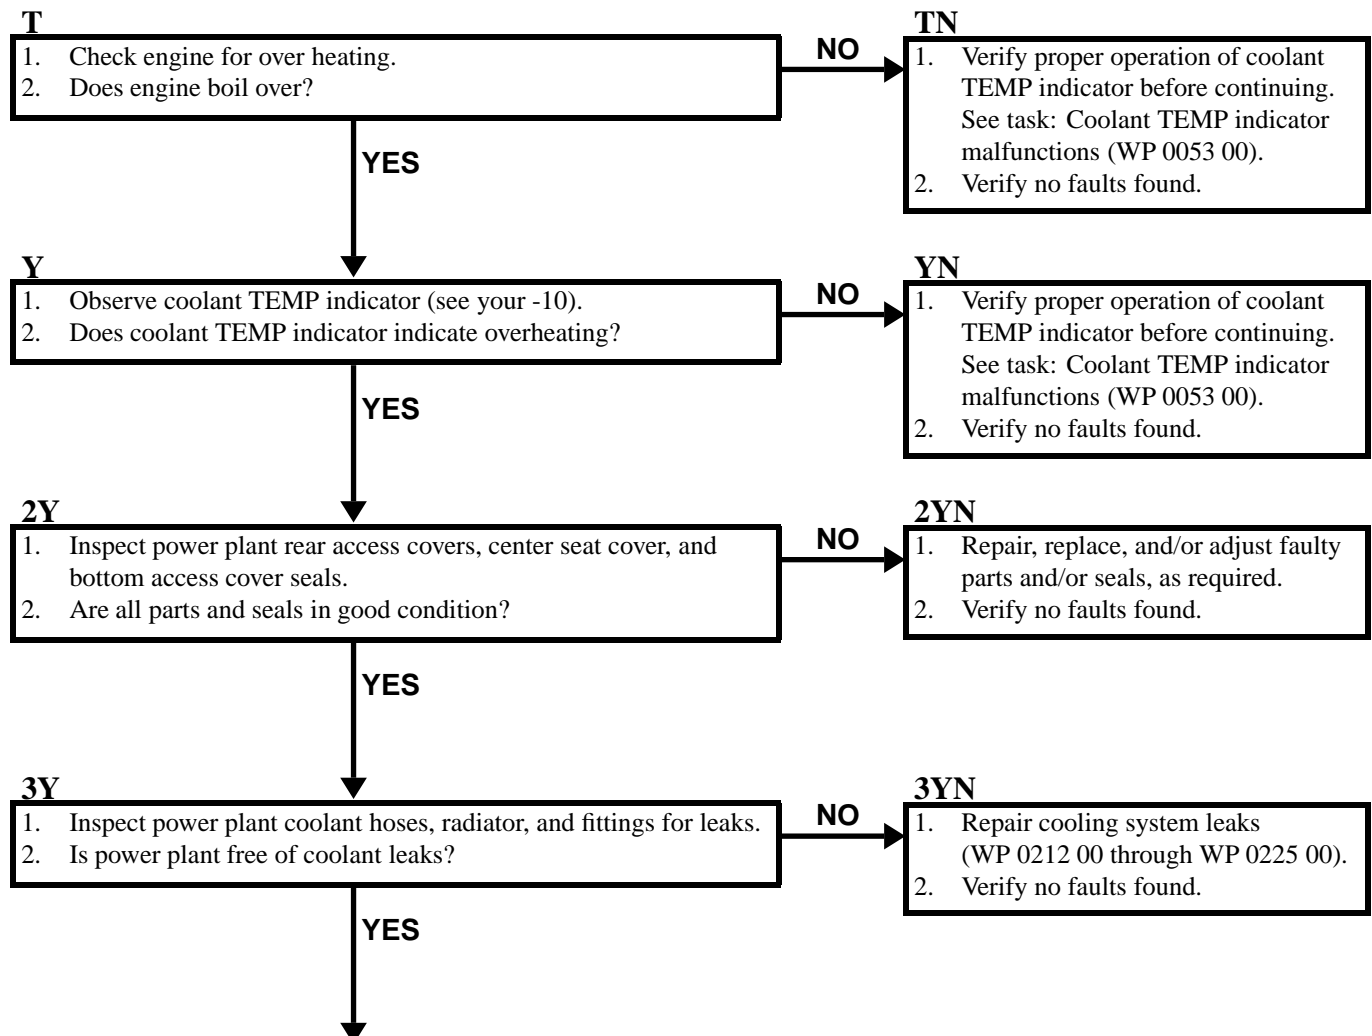 T
1. Check engine for over heating.
2. Does engine boil over?
NO
TN
1. Verify proper operation of coolant
TEMP indicator before continuing.
See task: Coolant TEMP indicator
malfunctions (WP 0053 00).
2. Verify no faults found.
YES
Y
1. Observe coolant TEMP indicator (see your -10).
2. Does coolant TEMP indicator indicate overheating?
NO
YN
1. Verify proper operation of coolant
TEMP indicator before continuing.
See task: Coolant TEMP indicator
malfunctions (WP 0053 00).
2. Verify no faults found.
YES
2Y
1. Inspect power plant rear access covers, center seat cover, and
bottom access cover seals.
2. Are all parts and seals in good condition?
NO
2YN
1. Repair, replace, and/or adjust faulty
parts and/or seals, as required.
2. Verify no faults found.
YES
3Y
1. Inspect power plant coolant hoses, radiator, and fittings for leaks.
2. Is power plant free of coolant leaks?
NO
3YN
1. Repair cooling system leaks
(WP 0212 00 through WP 0225 00).
2. Verify no faults found.
YES